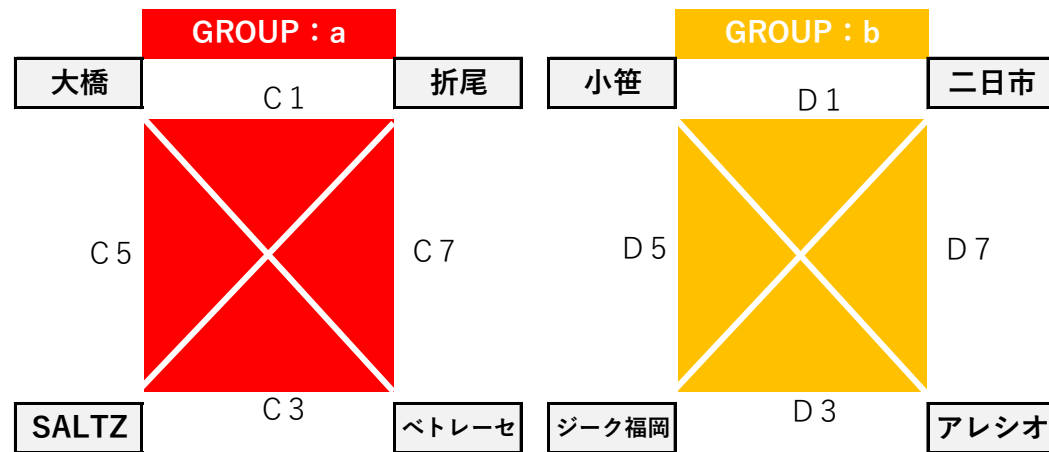 GROUP：a
大橋
C1
折尾
C5
C7
SALTZ
C3
ベトレーセ
GROUP：b
小笹
D1
二日市
D5
D7
ジーク福岡
D3
アレシオ